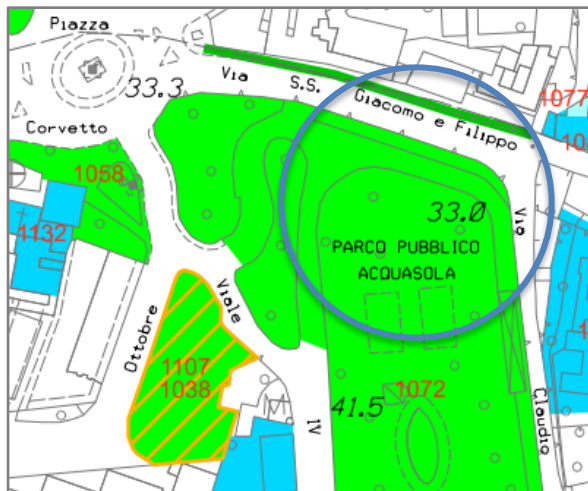 Piazza
33.3
Via
S.S.
Giacomo e Filippo
1077
Corvetto
1058
33.0
Via
1132
PARCO PUBBLICO
ACQUASOLA
Viale
Ottobre
1107
1038
1072
41.5
IV
Claudio